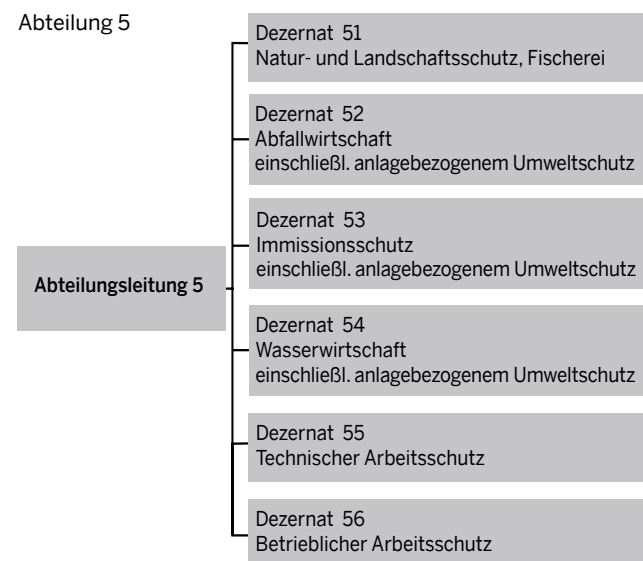 Abteilung 5
Dezernat 51
Natur- und Landschaftsschutz, Fischerei
Dezernat 52
Abfallwirtschaft
einschließl. anlagebezogenem Umweltschutz
Dezernat 53
Immissionsschutz
einschließl. anlagebezogenem Umweltschutz
Abteilungsleitung 5
Dezernat 54
Wasserwirtschaft
einschließl. anlagebezogenem Umweltschutz
Dezernat 55
Technischer Arbeitsschutz
Dezernat 56
Betrieblicher Arbeitsschutz